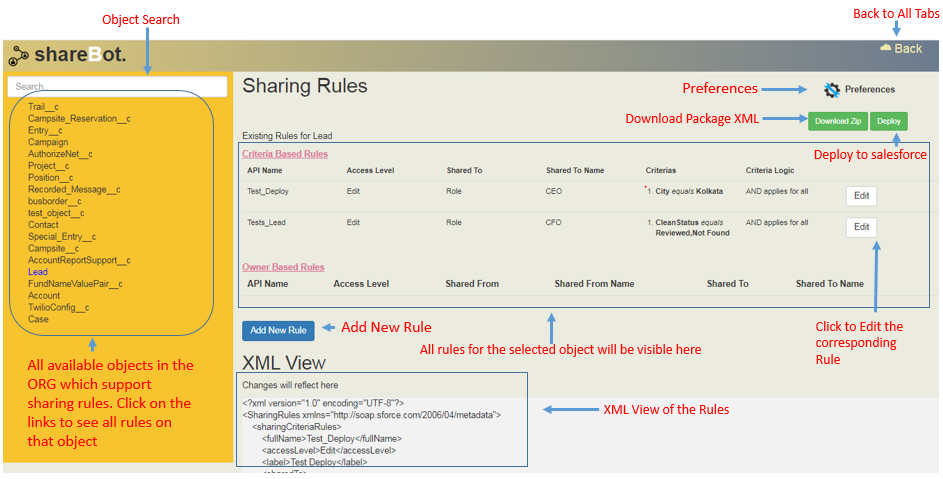 Object Search
Back to All Tabs
shareBot.
Back
Search..
Trail__c
Campsite_Reservation__c
Entry__c
Campaign
AuthorizeNet__c
Project__c
Position__c
Recorded_Message__c
busborder__c
test_object__c
Contact
Special_Entry__c
Campsite__c
AccountReportSupport__c
Lead
FundNameValuePair__c
Account
TwilioConfig__c
Case
All available objects in the
ORG which support
sharing rules. Click on the
links to see all rules on
that object
Sharing Rules
Preferences
Preferences
Download Package XML
Download Zip
Deploy
Deploy to salesforce
Existing Rules for Lead
Criteria Based Rules
API Name Access Level Shared To Shared To Name Criterias Criteria Logic
Test_Deploy Edit Role CEO 1. City equals Kolkata AND applies for all Edit
Tests_Lead Edit Role CFO 1. CleanStatus equals AND applies for all Edit
Reviewed,Not Found
Owner Based Rules
API Name Access Level Shared From Shared From Name Shared To Shared To Name
Add New Rule
Add New Rule
All rules for the selected object will be visible here
Click to Edit the
corresponding
Rule
XML View
Changes will reflect here
<?xml version="1.0" encoding="UTF-8"?>
<SharingRules xmlns="http://soap.sforce.com/2006/04/metadata">
<sharingCriteriaRules>
<fullName>Test_Deploy</fullName>
<accessLevel>Edit</accessLevel>
<label>Test Deploy</label>
<sharedTo>
XML View of the Rules